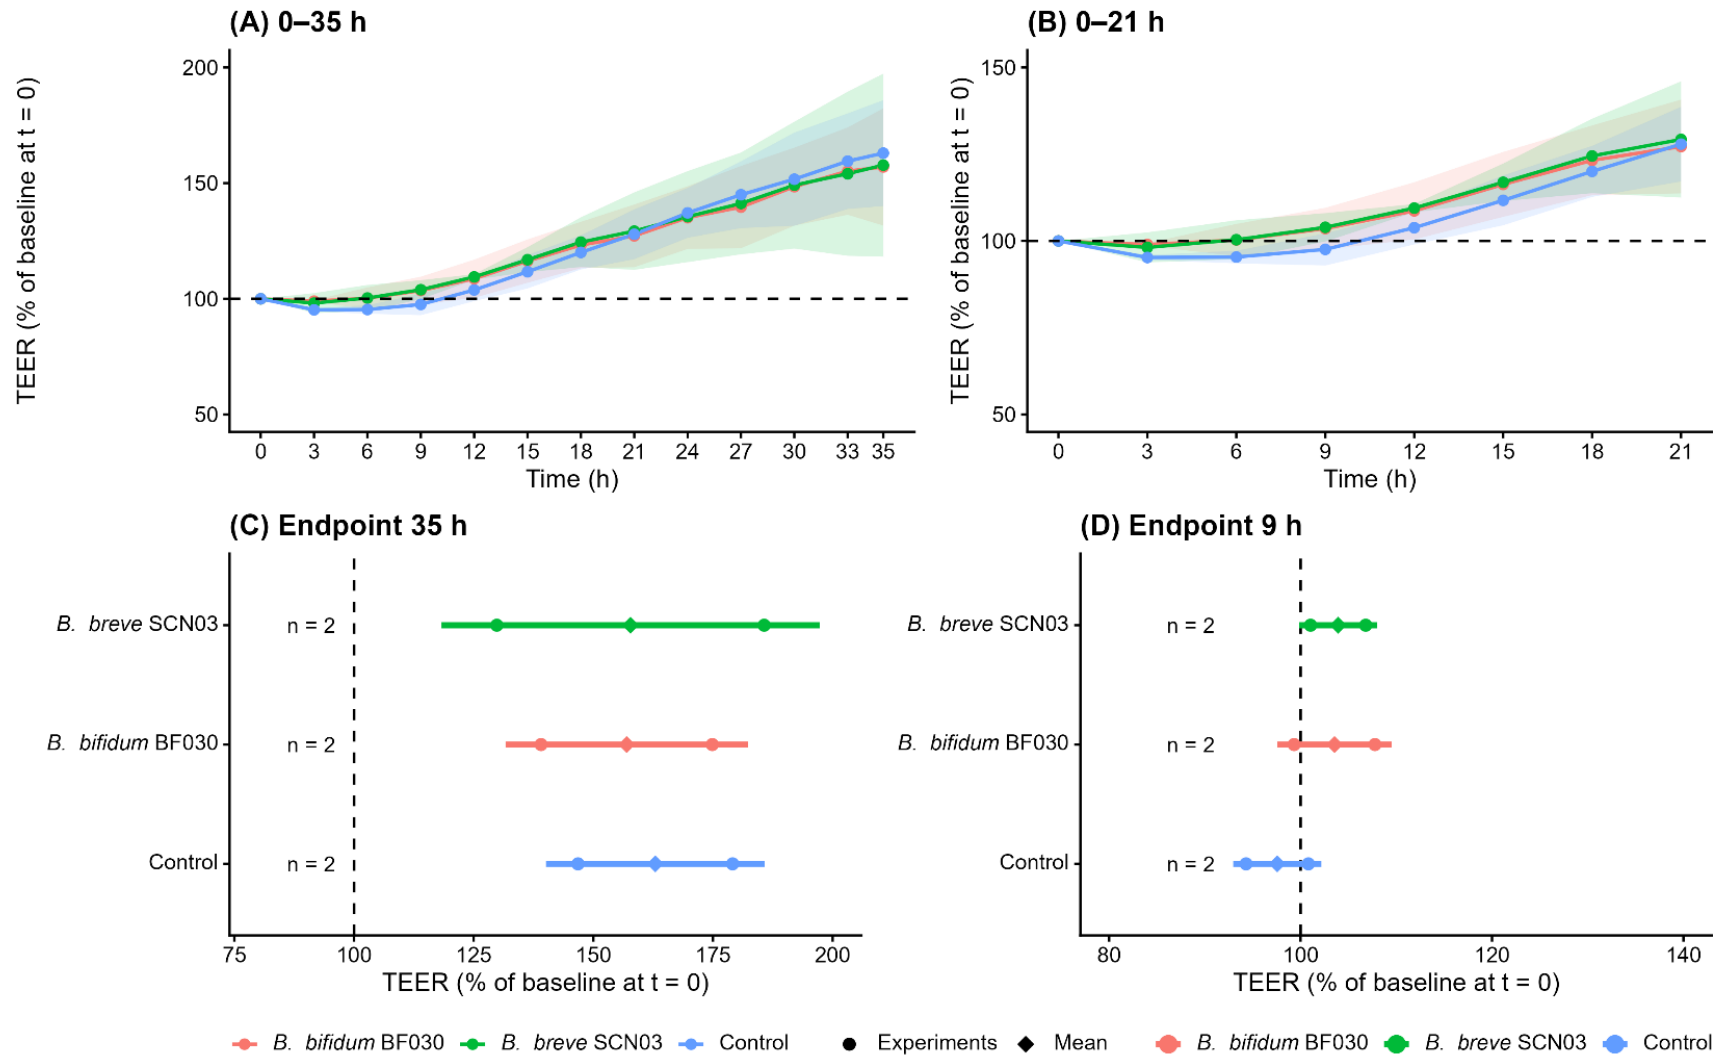 (A) 0–35 h
TEER (% of baseline at t = 0)
200
150
100
50
0 3 6 9 12 15 18 21 24 27 30 33 35
Time (h)
(B) 0–21 h
TEER (% of baseline at t = 0)
150
100
50
0 3 6 9 12 15 18 21
Time (h)
(C) Endpoint 35 h
B. breve SCN03
n = 2
B. bifidum BF030
n = 2
Control
n = 2
75 100 125 150 175 200
TEER (% of baseline at t = 0)
(D) Endpoint 9 h
B. breve SCN03
n = 2
B. bifidum BF030
n = 2
Control
n = 2
80 100 120 140
TEER (% of baseline at t = 0)
B. bifidum BF030 B. breve SCN03 Control Experiments Mean B. bifidum BF030 B. breve SCN03 Control